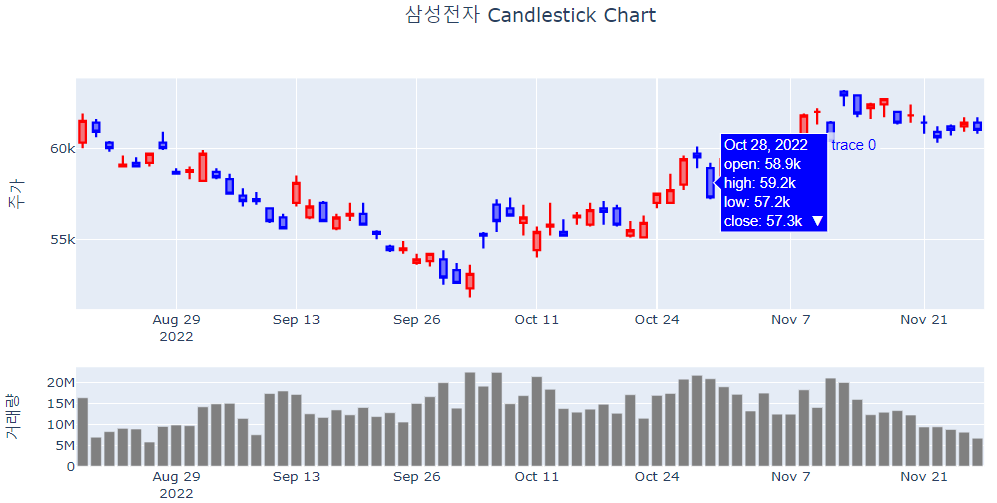 삼성전자 Candlestick Chart
주가
60k
55k
Oct 28, 2022
open: 58.9k
high: 59.2k
low: 57.2k
close: 57.3k ▼
trace 0
Aug 29
2022
Sep 13
Sep 26
Oct 11
Oct 24
Nov 7
Nov 21
거래량
20M
15M
10M
5M
0
Aug 29
2022
Sep 13
Sep 26
Oct 11
Oct 24
Nov 7
Nov 21